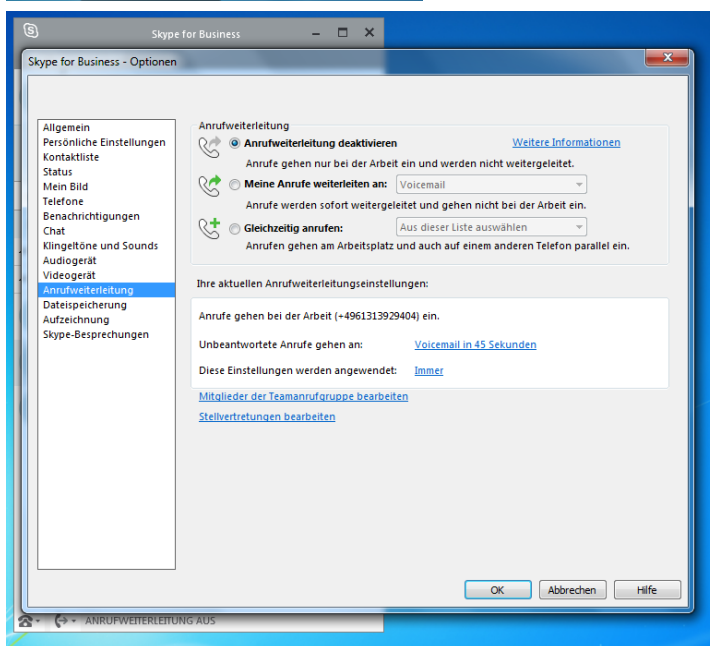 Skype for Business
Skype for Business - Optionen
Allgemein
Persönliche Einstellungen
Kontaktliste
Status
Mein Bild
Telefone
Benachrichtigungen
Chat
Klingeltöne und Sounds
Audiogerät
Videogerät
Anrufweiterleitung
Dateispeicherung
Aufzeichnung
Skype-Besprechungen
Anrufweiterleitung
Anrufweiterleitung deaktivieren Weitere Informationen
Anrufe gehen nur bei der Arbeit ein und werden nicht weitergeleitet.
Meine Anrufe weiterleiten an: Voicemail
Anrufe werden sofort weitergeleitet und gehen nicht bei der Arbeit ein.
Gleichzeitig anrufen: Aus dieser Liste auswählen
Anrufen gehen am Arbeitsplatz und auch auf einem anderen Telefon parallel ein.
Ihre aktuellen Anrufweiterleitungseinstellungen:
Anrufe gehen bei der Arbeit (+4961313929404) ein.
Unbeantwortete Anrufe gehen an: Voicemail in 45 Sekunden
Diese Einstellungen werden angewendet: Immer
Mitglieder der Teamanrufgruppe bearbeiten
Stellvertretungen bearbeiten
OK Abbrechen Hilfe
ANRUFWEITERLEITUNG AUS